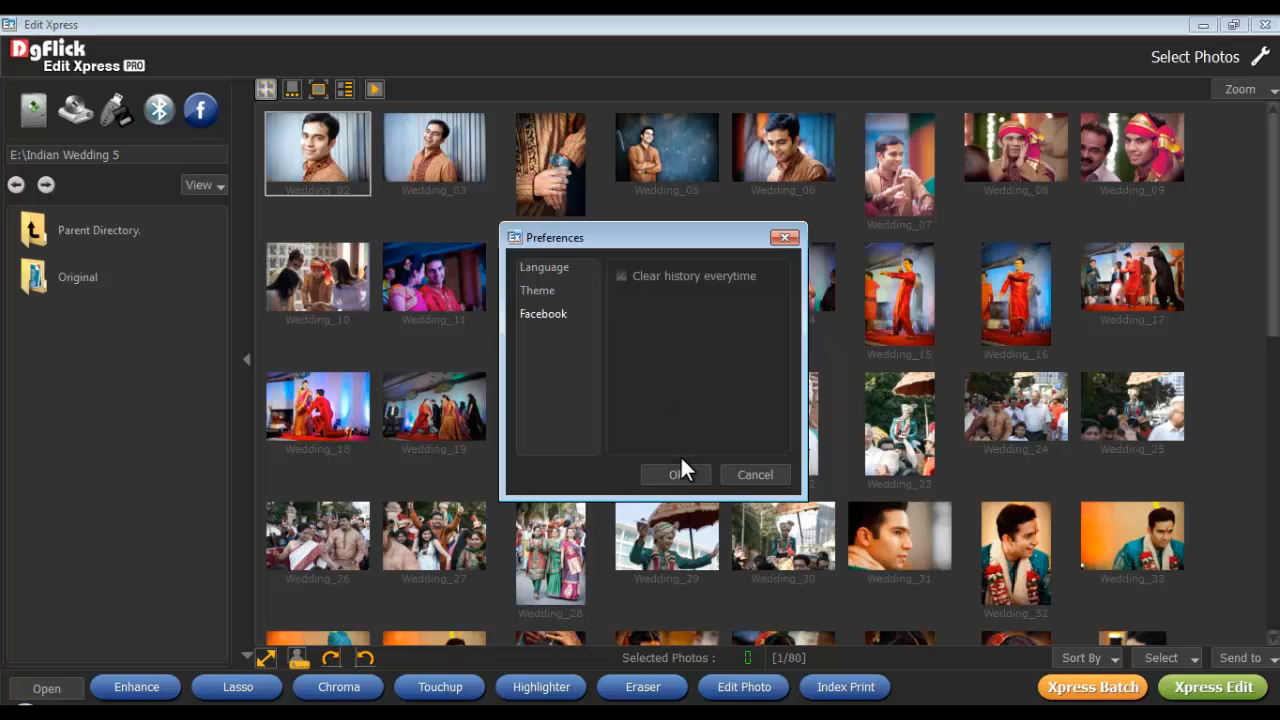 Edit Xpress
DgFlick
Edit Xpress PRO
Select Photos
Zoom
E:\Indian Wedding 5
View
Parent Directory.
Original
Wedding_02
Wedding_03
Wedding_05
Wedding_06
Wedding_07
Wedding_08
Wedding_09
Preferences
Language
Theme
Facebook
Clear history everytime
Cancel
Wedding_10
Wedding_11
Wedding_15
Wedding_16
Wedding_17
Wedding_18
Wedding_19
Wedding_23
Wedding_24
Wedding_25
Wedding_26
Wedding_27
Wedding_28
Wedding_29
Wedding_30
Wedding_31
Wedding_32
Wedding_33
Selected Photos :
[1/80]
Sort By
Select
Send to
Open
Enhance
Lasso
Chroma
Touchup
Highlighter
Eraser
Edit Photo
Index Print
Xpress Batch
Xpress Edit